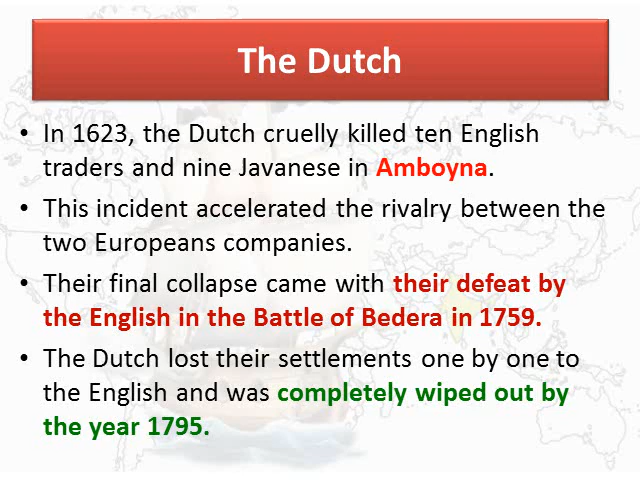 The Dutch
• In 1623, the Dutch cruelly killed ten English
traders and nine Javanese in Amboyna.
• This incident accelerated the rivalry between the
two Europeans companies.
• Their final collapse came with their defeat by
the English in the Battle of Bedera in 1759.
• The Dutch lost their settlements one by one to
the English and was completely wiped out by
the year 1795.